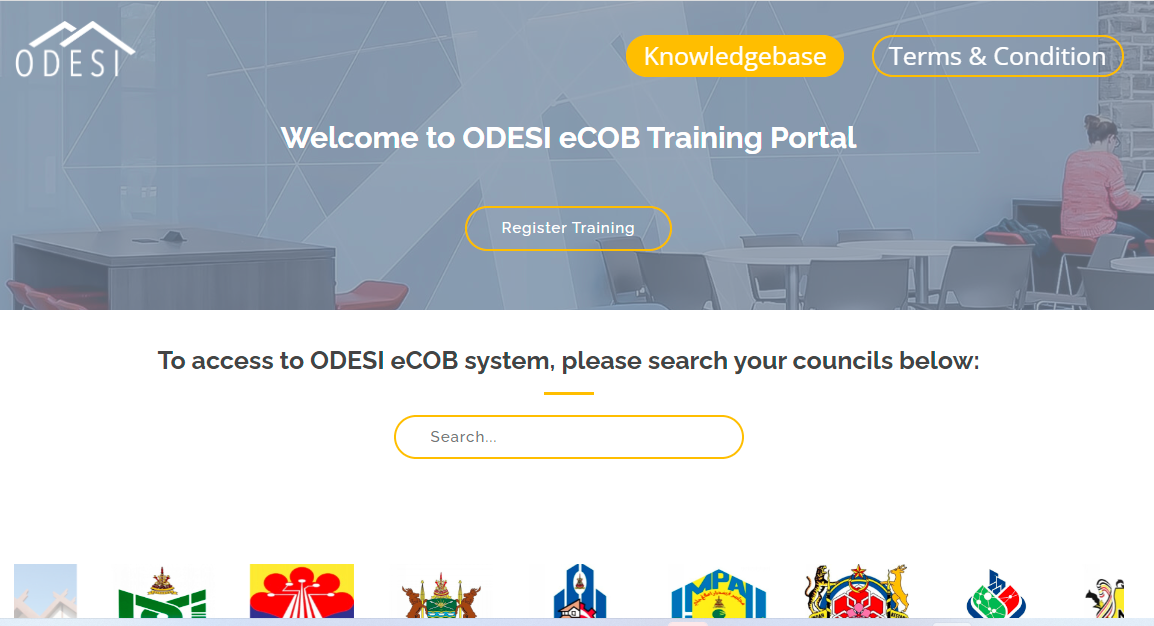 ODESI
Knowledgebase
Terms & Condition
Welcome to ODESI eCOB Training Portal
Register Training
To access to ODESI eCOB system, please search your councils below:
Search...
MPAJ